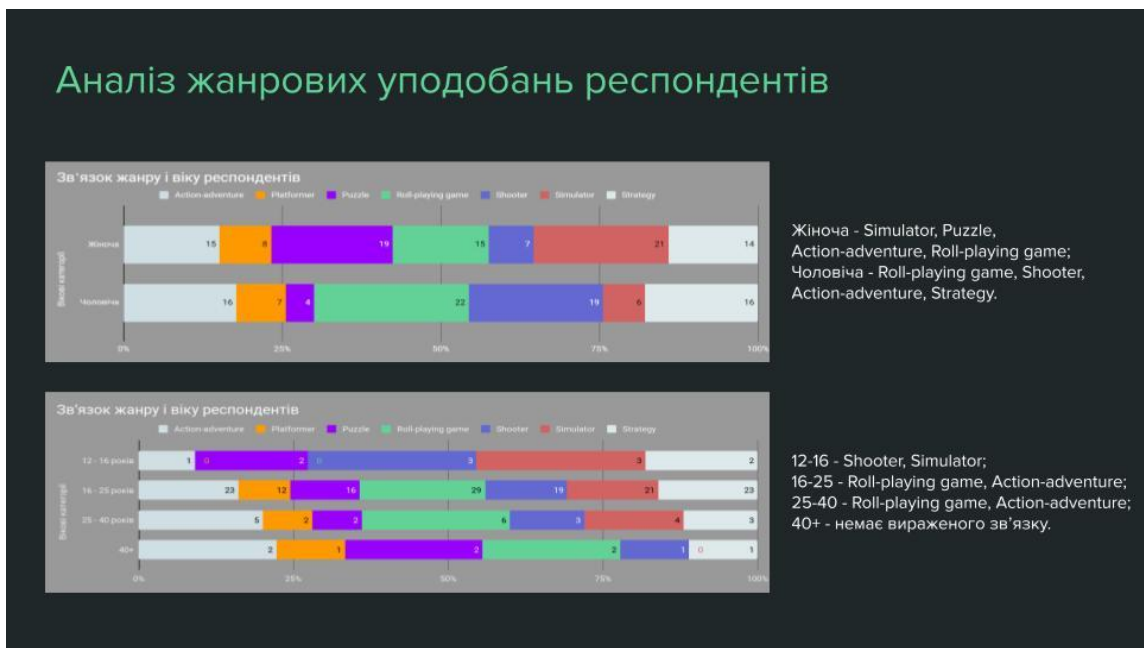 Аналіз жанрових уподобань респондентів
Зв'язок жанру і віку респондентів
Action-adventure Platformer Puzzle Roll-playing game Shooter Simulator Strategy
Вікові категорії
Жіноча 15 8 19 15 7 21 14
Чоловіча 16 7 4 22 19 6 16
0% 25% 50% 75% 100%
Жіноча - Simulator, Puzzle,
Action-adventure, Roll-playing game;
Чоловіча - Roll-playing game, Shooter,
Action-adventure, Strategy.
Зв'язок жанру і віку респондентів
Action-adventure Platformer Puzzle Roll-playing game Shooter Simulator Strategy
Вікові категорії
12 - 16 років 1 0 2 0 3 3 2
16 - 25 років 23 12 16 29 19 21 23
25 - 40 років 5 2 2 6 3 4 3
40+ 2 1 2 2 1 0 1
0% 25% 50% 75% 100%
12-16 - Shooter, Simulator;
16-25 - Roll-playing game, Action-adventure;
25-40 - Roll-playing game, Action-adventure;
40+ - немає вираженого зв'язку.